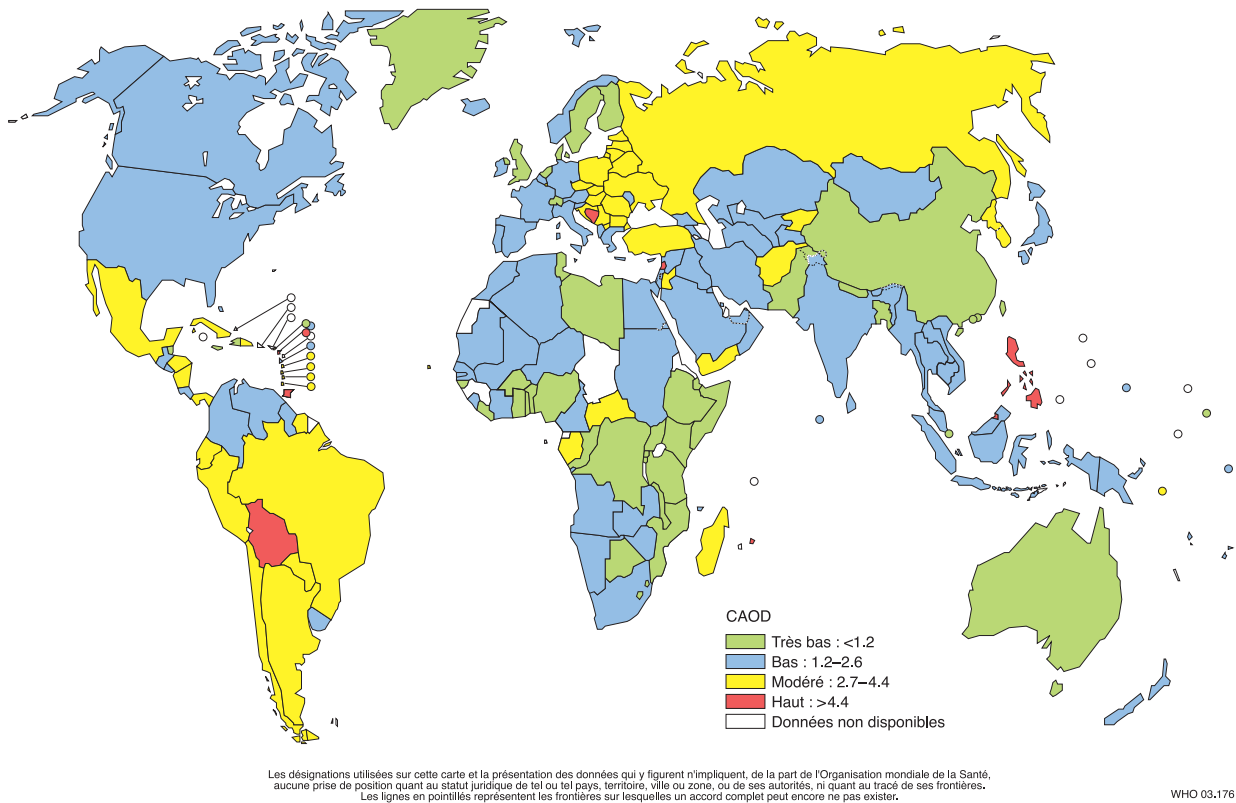 CAOD
Très bas : <1.2
Bas : 1.2–2.6
Modéré : 2.7–4.4
Haut : >4.4
Données non disponibles
Les désignations utilisées sur cette carte et la présentation des données qui y figurent n'impliquent, de la part de l'Organisation mondiale de la Santé,
aucune prise de position quant au statut juridique de tel ou tel pays, territoire, ville ou zone, ou de ses autorités, ni quant au tracé de ses frontières.
Les lignes en pointillés représentent les frontières sur lesquelles un accord complet peut encore ne pas exister.
WHO 03.176